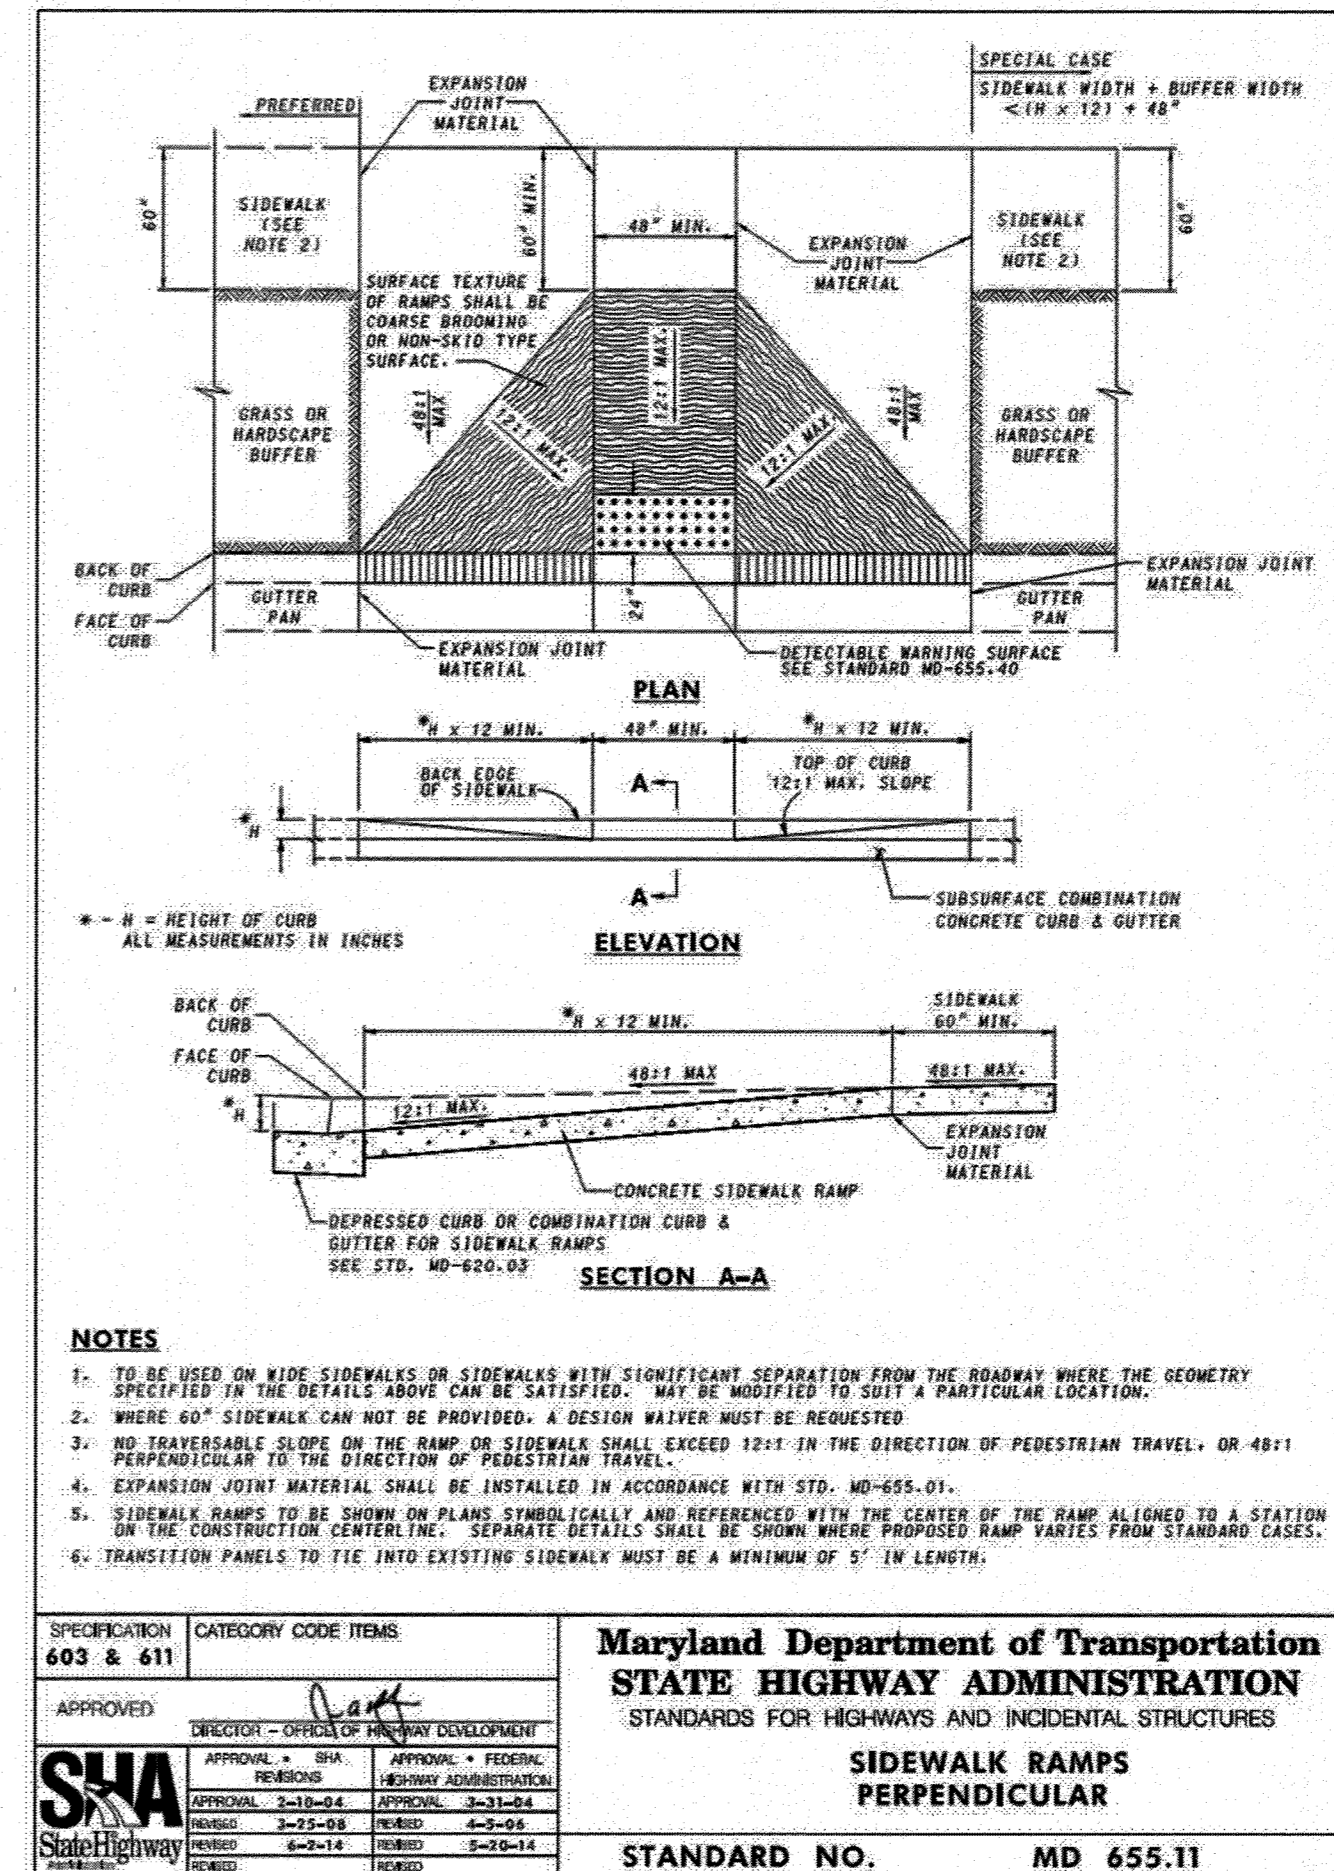 SPECIAL CASE
SIDEWALK WIDTH + BUFFER WIDTH
<(H x 12) + 48"
PREFERRED
EXPANSION
JOINT
MATERIAL
60"
SIDEWALK
(SEE
NOTE 2)
60" MIN.
48" MIN.
EXPANSION
JOINT
MATERIAL
SIDEWALK
(SEE
NOTE 2)
60"
SURFACE TEXTURE
OF RAMPS SHALL BE
COARSE BROOMING
OR NON-SKID TYPE
SURFACE.
48:1
MAX
12:1 MAX.
12:1 MAX.
12:1 MAX.
48:1
MAX
GRASS OR
HARDSCAPE
BUFFER
GRASS OR
HARDSCAPE
BUFFER
BACK OF
CURB
FACE OF
CURB
GUTTER
PAN
24"
GUTTER
PAN
EXPANSION JOINT
MATERIAL
EXPANSION JOINT
MATERIAL
DETECTABLE WARNING SURFACE
SEE STANDARD MD-655.40
PLAN
*H x 12 MIN.
48" MIN.
*H x 12 MIN.
BACK EDGE
OF SIDEWALK
A
TOP OF CURB
12:1 MAX. SLOPE
*H
A
SUBSURFACE COMBINATION
CONCRETE CURB & GUTTER
* - H = HEIGHT OF CURB
ALL MEASUREMENTS IN INCHES
ELEVATION
BACK OF
CURB
FACE OF
CURB
*H x 12 MIN.
SIDEWALK
60" MIN.
*H
12:1 MAX.
48:1 MAX
48:1 MAX.
EXPANSION
JOINT
MATERIAL
CONCRETE SIDEWALK RAMP
DEPRESSED CURB OR COMBINATION CURB &
GUTTER FOR SIDEWALK RAMPS
SEE STD. MD-620.03
SECTION A-A
NOTES
1. TO BE USED ON WIDE SIDEWALKS OR SIDEWALKS WITH SIGNIFICANT SEPARATION FROM THE ROADWAY WHERE THE GEOMETRY
SPECIFIED IN THE DETAILS ABOVE CAN BE SATISFIED. MAY BE MODIFIED TO SUIT A PARTICULAR LOCATION.
2. WHERE 60" SIDEWALK CAN NOT BE PROVIDED. A DESIGN WAIVER MUST BE REQUESTED
3. NO TRAVERSABLE SLOPE ON THE RAMP OR SIDEWALK SHALL EXCEED 12:1 IN THE DIRECTION OF PEDESTRIAN TRAVEL, OR 48:1
PERPENDICULAR TO THE DIRECTION OF PEDESTRIAN TRAVEL.
4. EXPANSION JOINT MATERIAL SHALL BE INSTALLED IN ACCORDANCE WITH STD. MD-655.01.
5. SIDEWALK RAMPS TO BE SHOWN ON PLANS SYMBOLICALLY AND REFERENCED WITH THE CENTER OF THE RAMP ALIGNED TO A STATION
ON THE CONSTRUCTION CENTERLINE. SEPARATE DETAILS SHALL BE SHOWN WHERE PROPOSED RAMP VARIES FROM STANDARD CASES.
6. TRANSITION PANELS TO TIE INTO EXISTING SIDEWALK MUST BE A MINIMUM OF 5' IN LENGTH.
SPECIFICATION
603 & 611
CATEGORY CODE ITEMS
APPROVED
DIRECTOR - OFFICE OF HIGHWAY DEVELOPMENT
SHA
State Highway
APPROVAL • SHA
REVISIONS
APPROVAL • FEDERAL
HIGHWAY ADMINISTRATION
APPROVAL 2-10-04
APPROVAL 3-31-04
REVISED 3-25-08
REVISED 4-5-06
REVISED 6-2-14
REVISED 5-20-14
REVISED
REVISED
Maryland Department of Transportation
STATE HIGHWAY ADMINISTRATION
STANDARDS FOR HIGHWAYS AND INCIDENTAL STRUCTURES
SIDEWALK RAMPS
PERPENDICULAR
STANDARD NO. MD 655.11